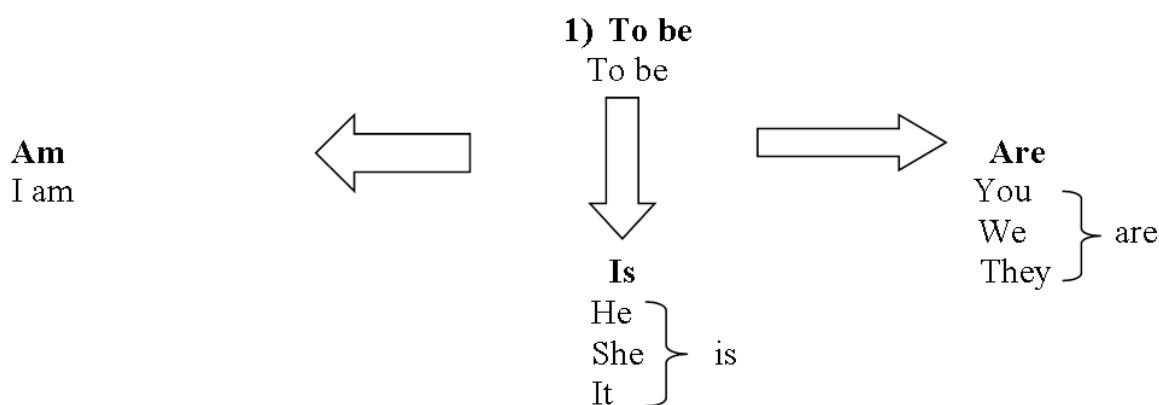 1) To be
To be
Am
I am
Are
You
We
They
are
Is
He
She
It
is